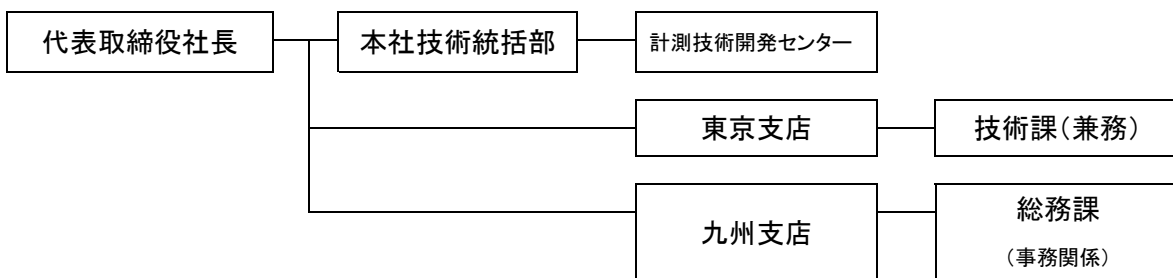 代表取締役社長
本社技術統括部
計測技術開発センター
東京支店
技術課(兼務)
九州支店
総務課
(事務関係)